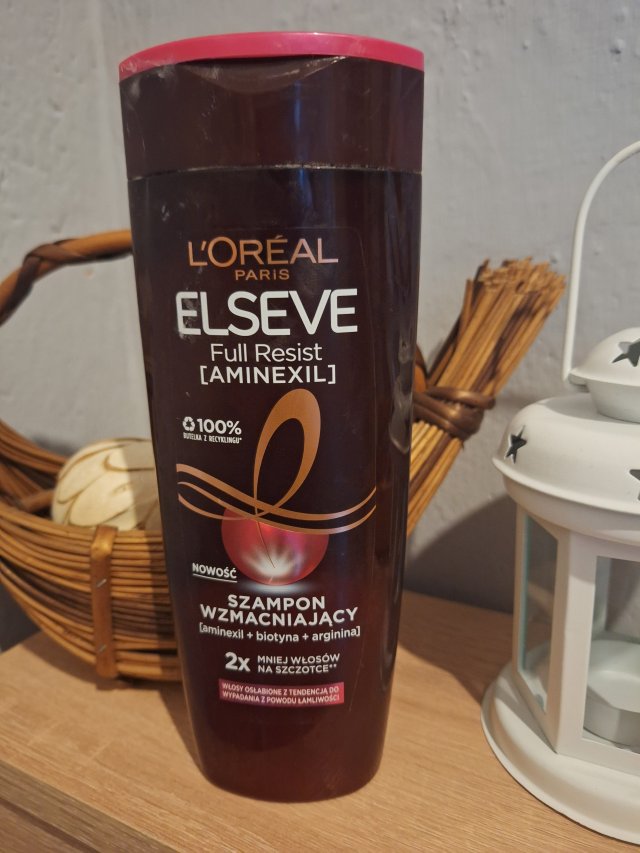 L'ORÉAL
PARIS
ELSEVE
Full Resist
[AMINEXIL]
100%
BUTELKA Z RECYKLINGU*
NOWOŚĆ
SZAMPON
WZMACNIAJĄCY
[aminexil + biotyna + arginina]
2x MNIEJ WŁOSÓW
NA SZCZOTCE**
WŁOSY OSŁABIONE Z TENDENCJĄ DO
WYPADANIA Z POWODU ŁAMLIWOŚCI